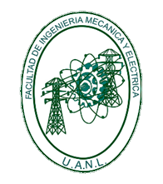 FACULTAD DE INGENIERIA MECANICA Y ELECTRICA
U.A.N.L.